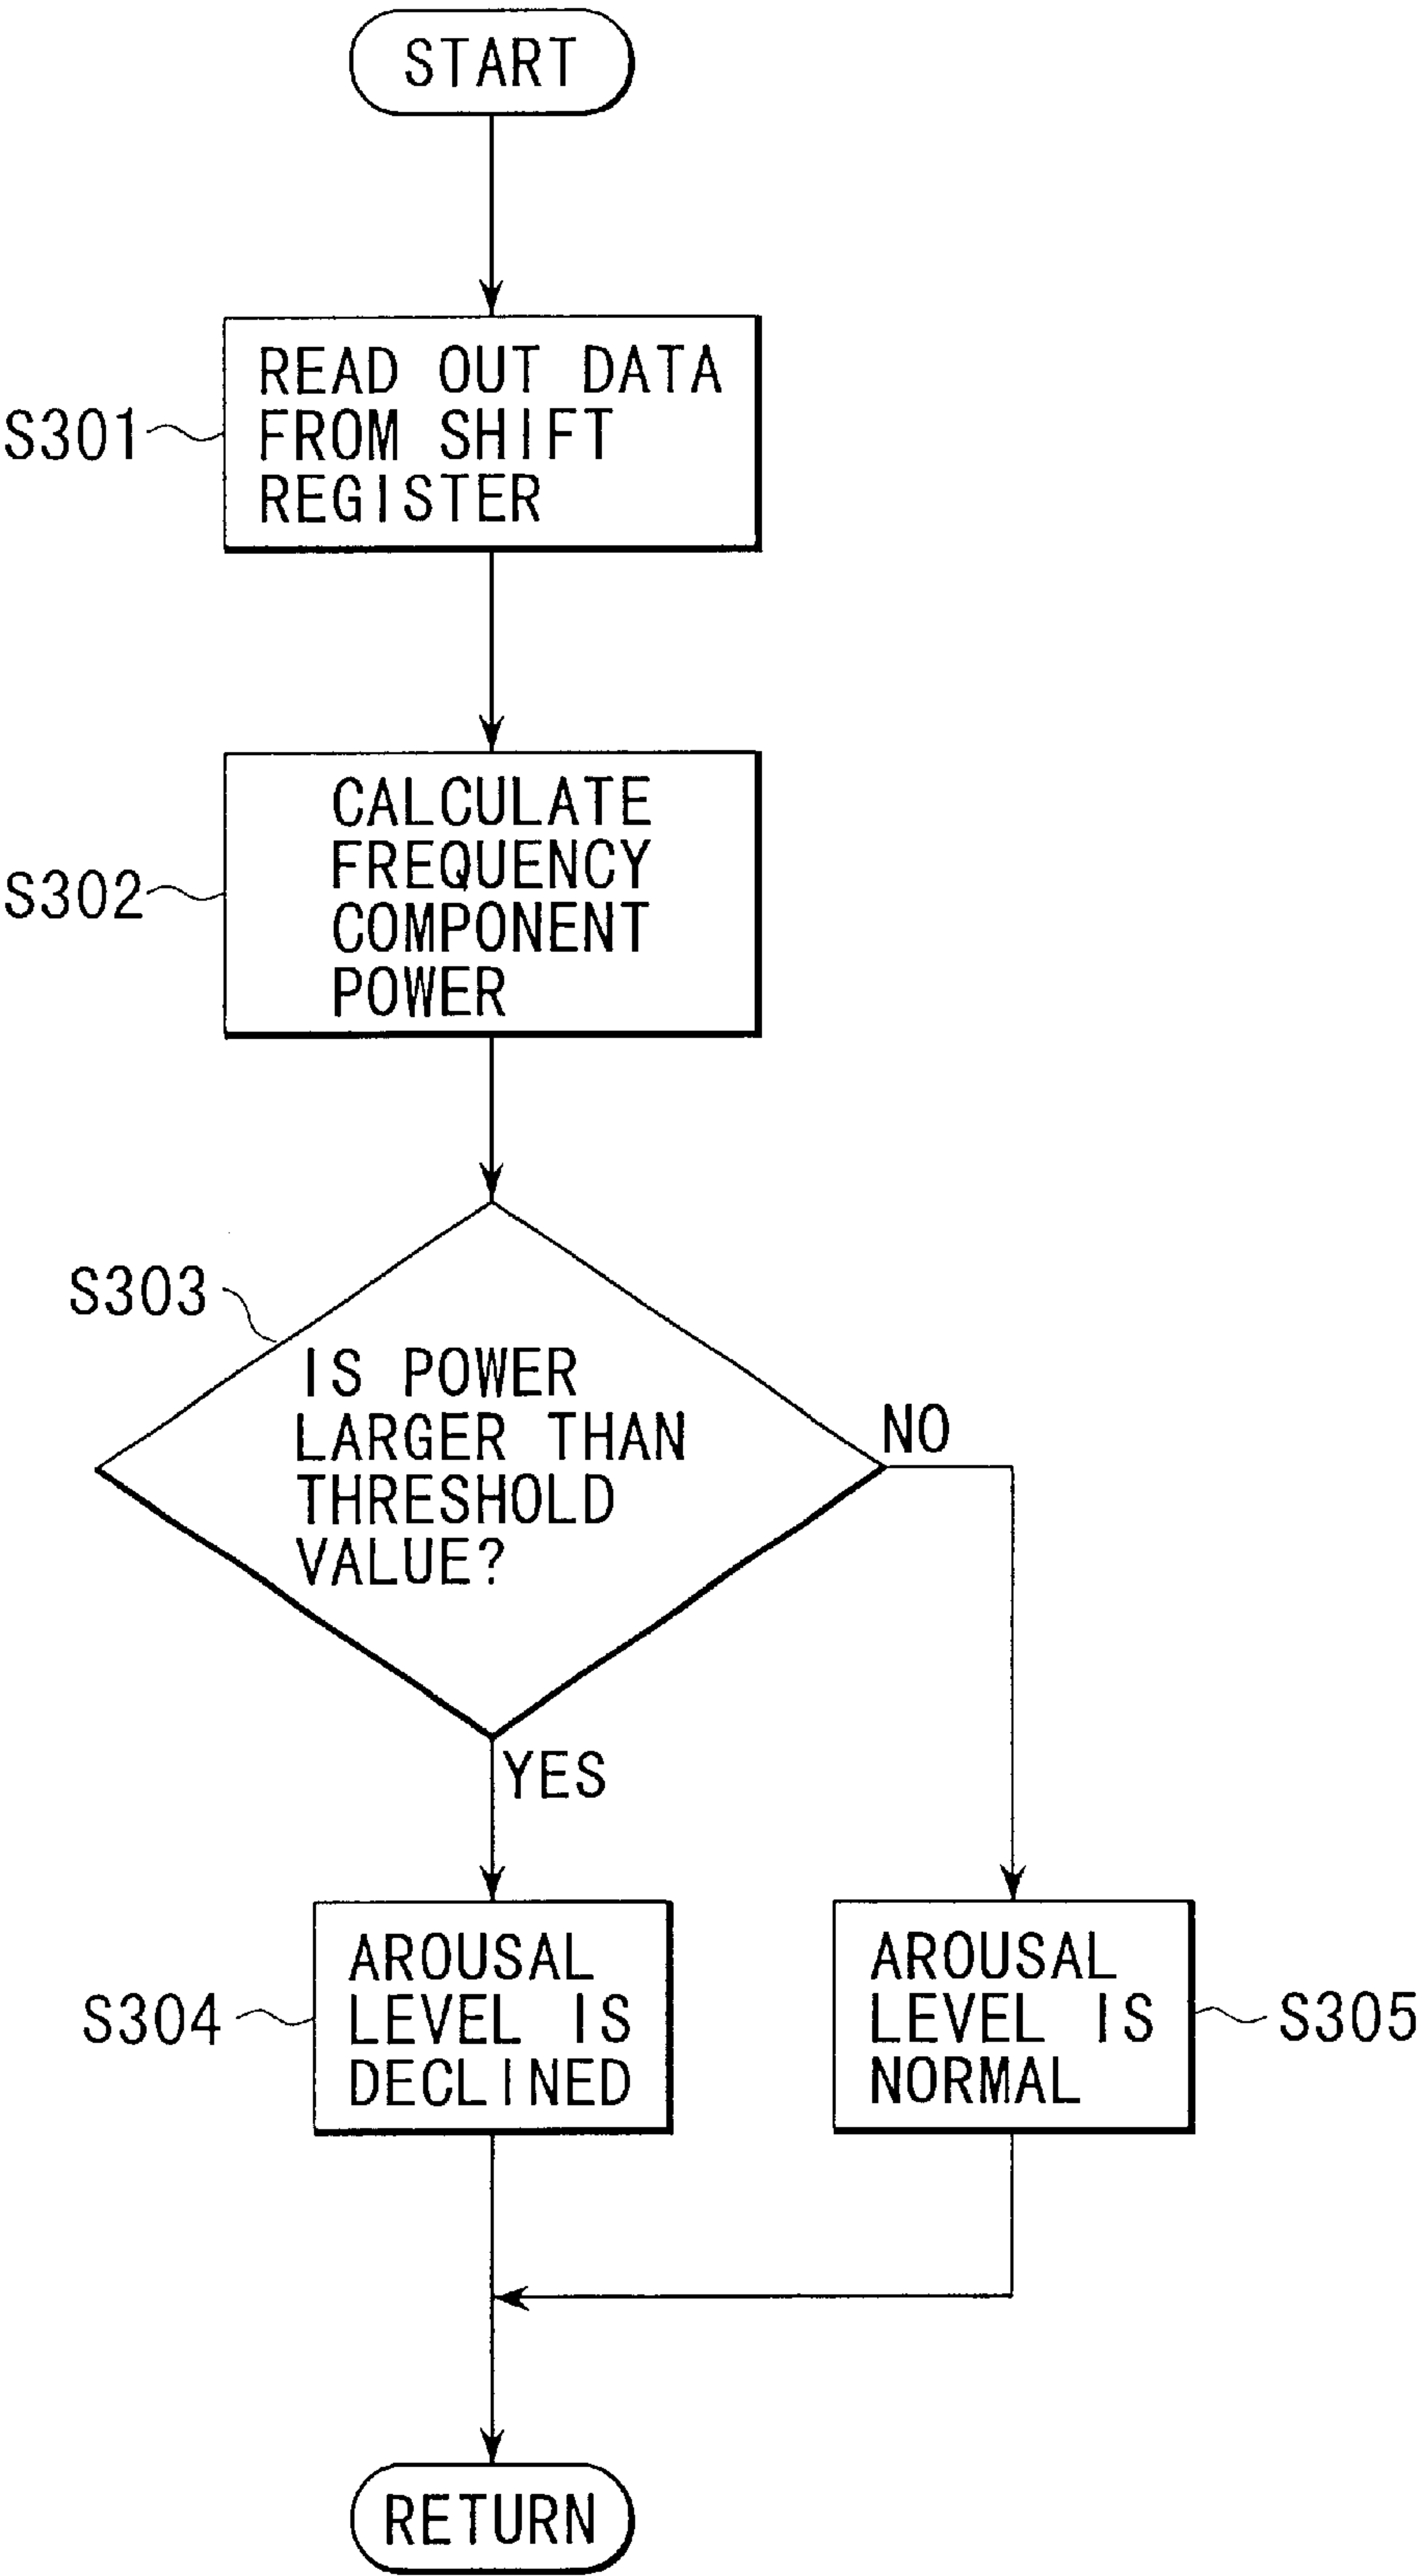 START
S301
READ OUT DATA
FROM SHIFT
REGISTER
S302
CALCULATE
FREQUENCY
COMPONENT
POWER
S303
IS POWER
LARGER THAN
THRESHOLD
VALUE?
NO
YES
S304
AROUSAL
LEVEL IS
DECLINED
AROUSAL
LEVEL IS
NORMAL
S305
RETURN